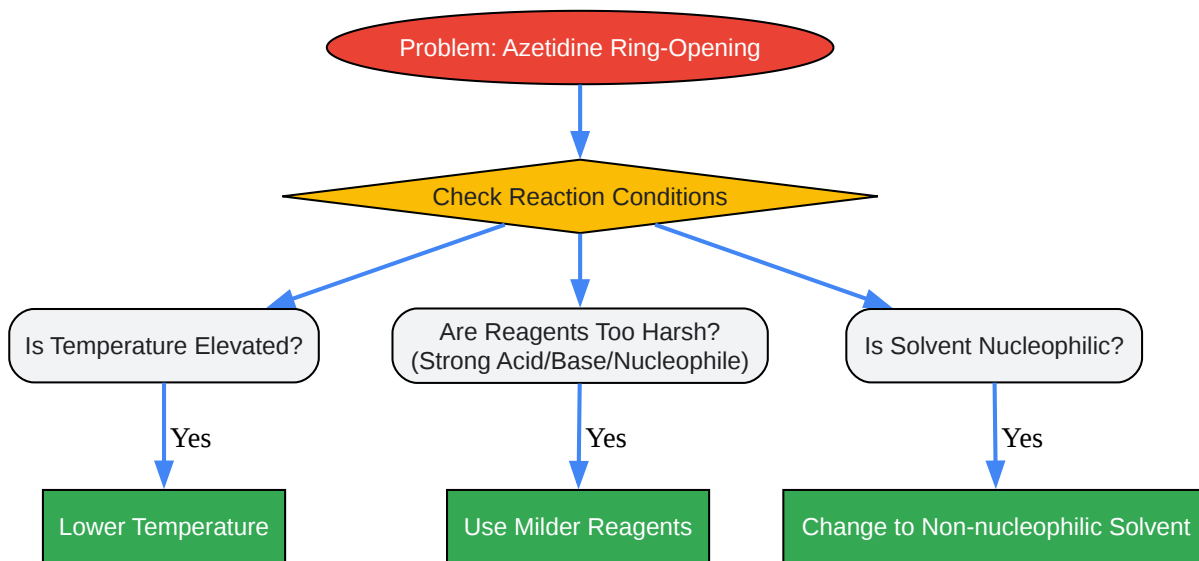 Problem: Azetidine Ring-Opening
Check Reaction Conditions
Is Temperature Elevated?
Are Reagents Too Harsh?
(Strong Acid/Base/Nucleophile)
Is Solvent Nucleophilic?
Yes
Yes
Yes
Lower Temperature
Use Milder Reagents
Change to Non-nucleophilic Solvent